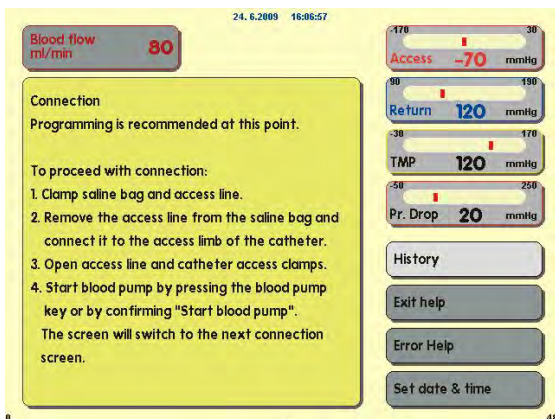 24. 6.2009 16:06:57
Blood flow
ml/min 80
Connection
Programming is recommended at this point.
To proceed with connection:
1. Clamp saline bag and access line.
2. Remove the access line from the saline bag and
connect it to the access limb of the catheter.
3. Open access line and catheter access clamps.
4. Start blood pump by pressing the blood pump
key or by confirming "Start blood pump".
The screen will switch to the next connection
screen.
-170 30
Access -70 mmHg
90 190
Return 120 mmHg
-30 170
TMP 120 mmHg
-50 250
Pr. Drop 20 mmHg
History
Exit help
Error Help
Set date & time